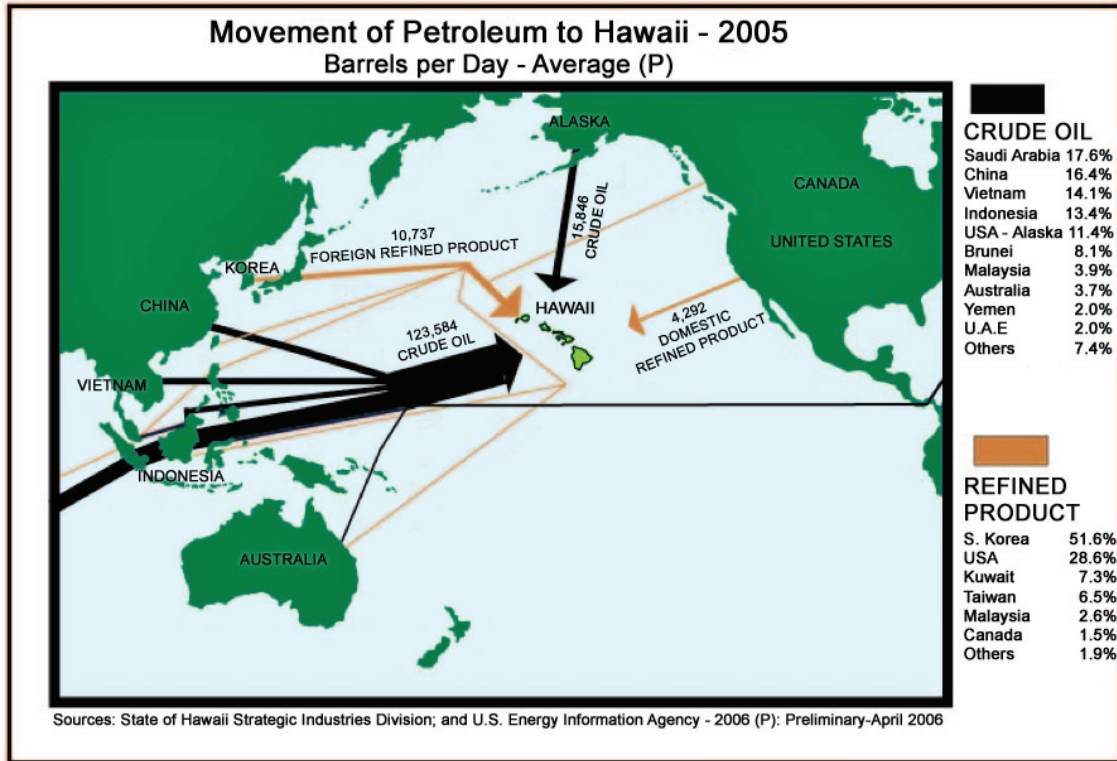 Movement of Petroleum to Hawaii - 2005
Barrels per Day - Average (P)
ALASKA
CANADA
UNITED STATES
15,846
CRUDE OIL
10,737
FOREIGN REFINED PRODUCT
KOREA
CHINA
HAWAII
4,292
DOMESTIC
REFINED PRODUCT
123,584
CRUDE OIL
VIETNAM
INDONESIA
AUSTRALIA
CRUDE OIL
Saudi Arabia 17.6%
China 16.4%
Vietnam 14.1%
Indonesia 13.4%
USA - Alaska 11.4%
Brunei 8.1%
Malaysia 3.9%
Australia 3.7%
Yemen 2.0%
U.A.E 2.0%
Others 7.4%
REFINED
PRODUCT
S. Korea 51.6%
USA 28.6%
Kuwait 7.3%
Taiwan 6.5%
Malaysia 2.6%
Canada 1.5%
Others 1.9%
Sources: State of Hawaii Strategic Industries Division; and U.S. Energy Information Agency - 2006 (P): Preliminary-April 2006